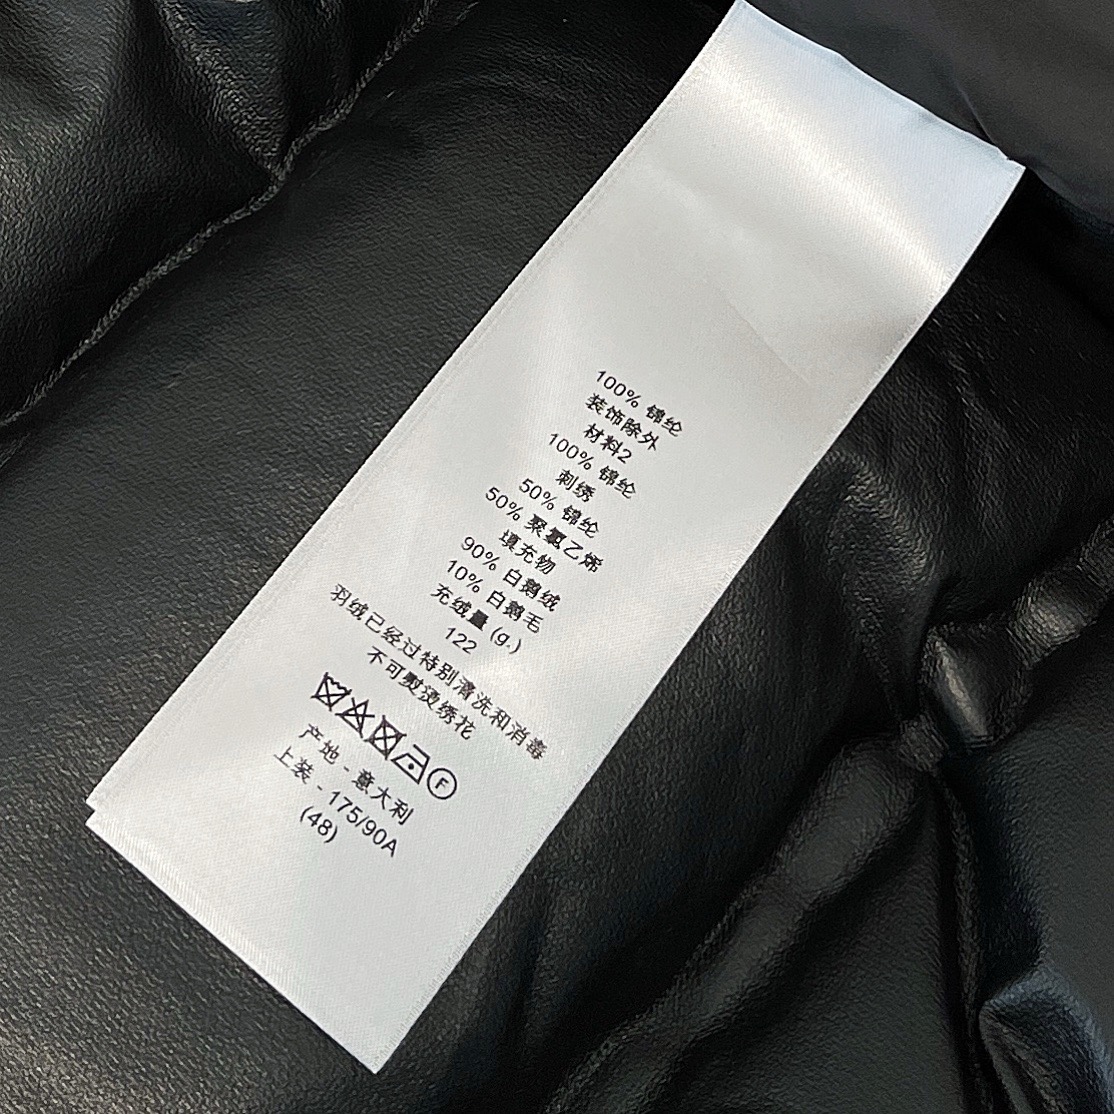 100% 锦纶
装饰除外
材料2
100% 锦纶
刺绣
50% 锦纶
50% 聚氯乙烯
填充物
90% 白鹅绒
10% 白鹅毛
充绒量 (g.)
122
羽绒已经过特别清洗和消毒
不可熨烫绣花
F
产地 - 意大利
上装 - 175/90A
(48)